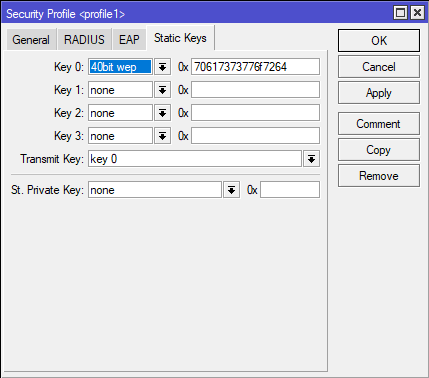 Security Profile <profile1>
General RADIUS EAP Static Keys
OK
Key 0: 40bit wep 0x 70617373776f7264
Cancel
Key 1: none 0x
Apply
Key 2: none 0x
Key 3: none 0x
Comment
Transmit Key: key 0
Copy
Remove
St. Private Key: none 0x